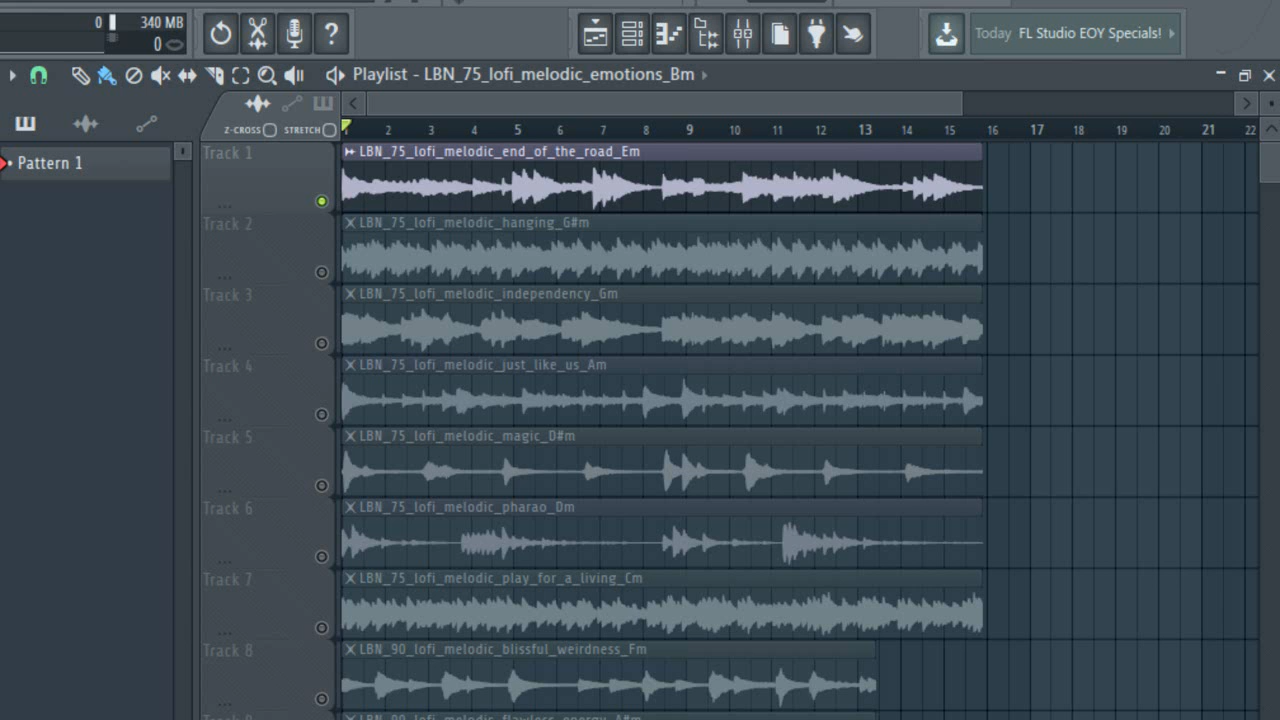 0 340 MB
0
?
Today FL Studio EOY Specials!
Playlist - LBN_75_lofi_melodic_emotions_Bm
Z-CROSS STRETCH
2 3 4 5 6 7 8 9 10 11 12 13 14 15 16 17 18 19 20 21 22
Pattern 1
Track 1
LBN_75_lofi_melodic_end_of_the_road_Em
...
Track 2
LBN_75_lofi_melodic_hanging_G#m
...
Track 3
LBN_75_lofi_melodic_independency_Gm
...
Track 4
LBN_75_lofi_melodic_just_like_us_Am
...
Track 5
LBN_75_lofi_melodic_magic_D#m
...
Track 6
LBN_75_lofi_melodic_pharao_Dm
...
Track 7
LBN_75_lofi_melodic_play_for_a_living_Cm
...
Track 8
LBN_90_lofi_melodic_blissful_weirdness_Fm
...